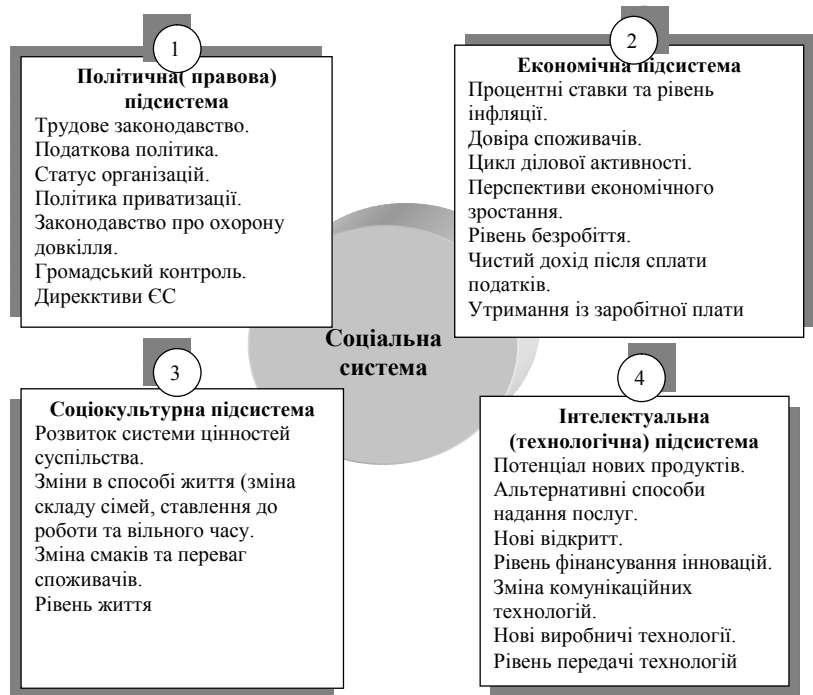 1
Політична( правова)
підсистема
Трудове законодавство.
Податкова політика.
Статус організацій.
Політика приватизації.
Законодавство про охорону
довкілля.
Громадський контроль.
Дирекктиви ЄС
2
Економічна підсистема
Процентні ставки та рівень
інфляції.
Довіра споживачів.
Цикл ділової активності.
Перспективи економічного
зростання.
Рівень безробіття.
Чистий дохід після сплати
податків.
Утримання із заробітної плати
Соціальна
система
3
Соціокультурна підсистема
Розвиток системи цінностей
суспільства.
Зміни в способі життя (зміна
складу сімей, ставлення до
роботи та вільного часу.
Зміна смаків та переваг
споживачів.
Рівень життя
4
Інтелектуальна
(технологічна) підсистема
Потенціал нових продуктів.
Альтернативні способи
надання послуг.
Нові відкритт.
Рівень фінансування інновацій.
Зміна комунікаційних
технологій.
Нові виробничі технології.
Рівень передачі технологій